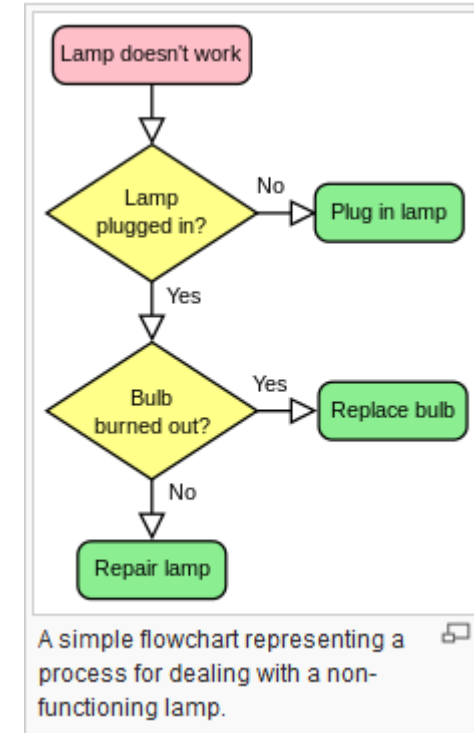 Lamp doesn't work
Lamp
plugged in?
No
Plug in lamp
Yes
Bulb
burned out?
Yes
Replace bulb
No
Repair lamp
A simple flowchart representing a
process for dealing with a non-
functioning lamp.